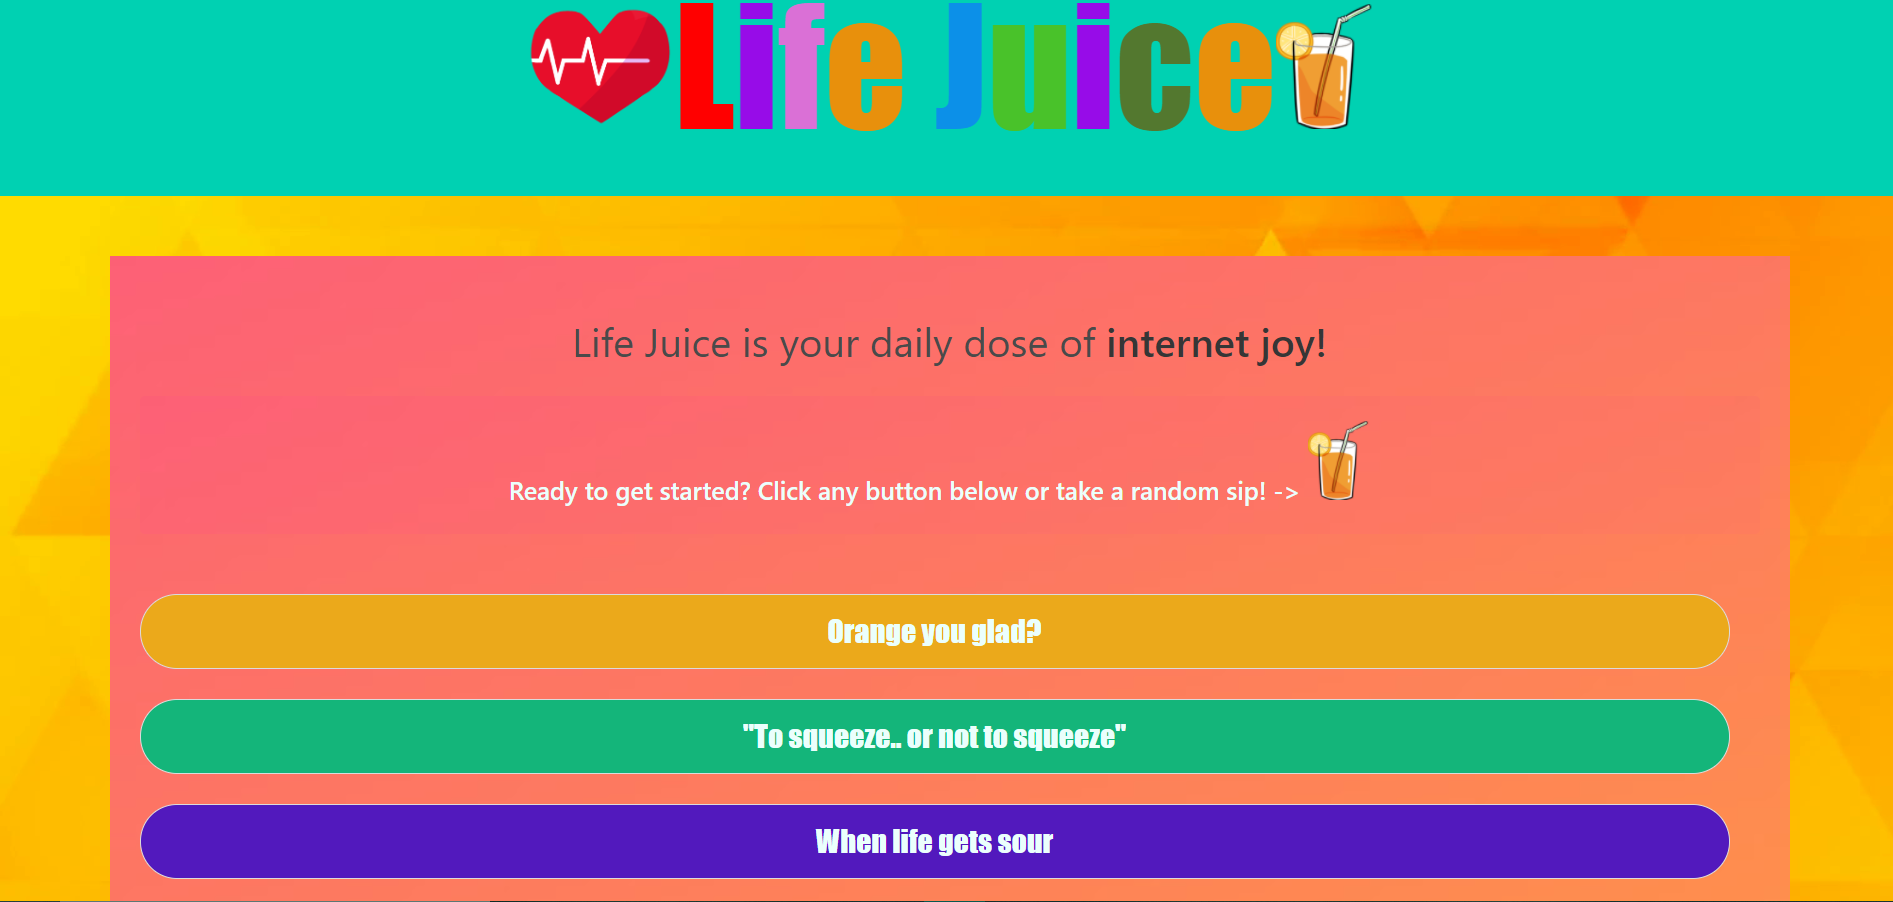 Life Juice
Life Juice is your daily dose of internet joy!
Ready to get started? Click any button below or take a random sip! ->
Orange you glad?
"To squeeze.. or not to squeeze"
When life gets sour